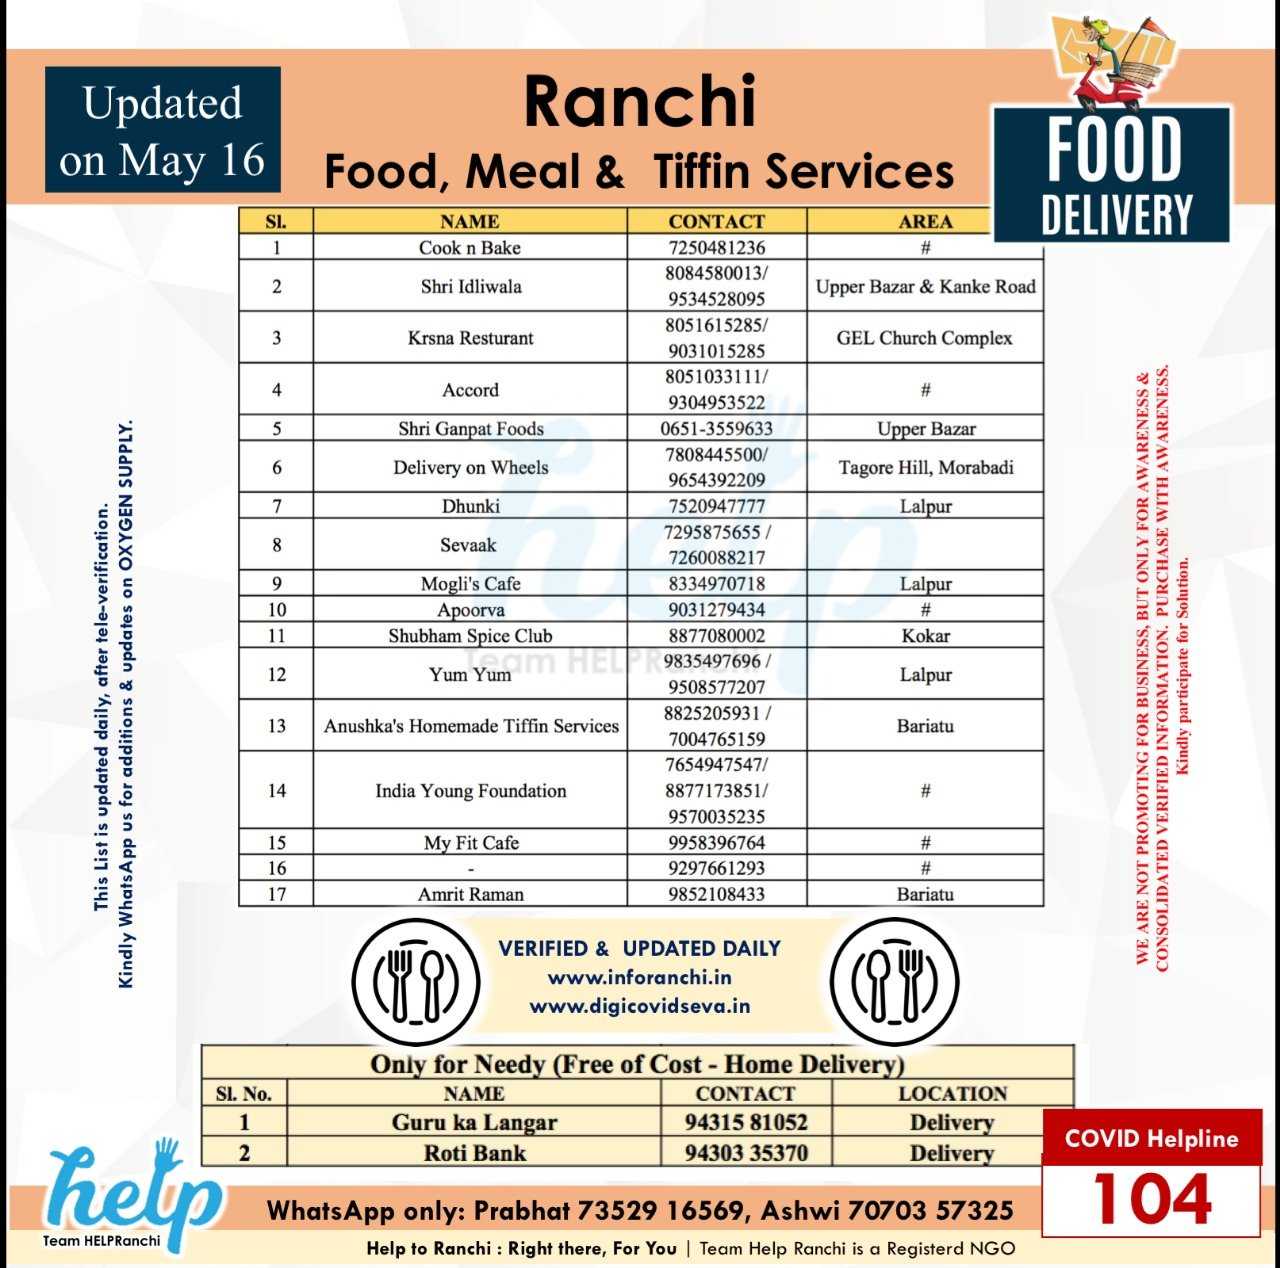 Updated
on May 16
Ranchi
Food, Meal & Tiffin Services
FOOD
DELIVERY
Sl. NAME CONTACT AREA
1 Cook n Bake 7250481236 #
2 Shri Idliwala 8084580013/ 9534528095 Upper Bazar & Kanke Road
3 Krsna Resturant 8051615285/ 9031015285 GEL Church Complex
4 Accord 8051033111/ 9304953522 #
5 Shri Ganpat Foods 0651-3559633 Upper Bazar
6 Delivery on Wheels 7808445500/ 9654392209 Tagore Hill, Morabadi
7 Dhunki 7520947777 Lalpur
8 Sevaak 7295875655 / 7260088217
9 Mogli's Cafe 8334970718 Lalpur
10 Apoorva 9031279434 #
11 Shubham Spice Club 8877080002 Kokar
12 Yum Yum 9835497696 / 9508577207 Lalpur
13 Anushka's Homemade Tiffin Services 8825205931 / 7004765159 Bariatu
14 India Young Foundation 7654947547/ 8877173851/ 9570035235 #
15 My Fit Cafe 9958396764 #
16 - 9297661293 #
17 Amrit Raman 9852108433 Bariatu
help
Team HELPRanchi
This List is updated daily, after tele-verification.
Kindly WhatsApp us for additions & updates on OXYGEN SUPPLY.
WE ARE NOT PROMOTING FOR BUSINESS, BUT ONLY FOR AWARENESS &
CONSOLIDATED VERIFIED INFORMATION. PURCHASE WITH AWARENESS.
Kindly participate for Solution.
VERIFIED & UPDATED DAILY
www.inforanchi.in
www.digicovidseva.in
Only for Needy (Free of Cost - Home Delivery)
Sl. No. NAME CONTACT LOCATION
1 Guru ka Langar 94315 81052 Delivery
2 Roti Bank 94303 35370 Delivery
COVID Helpline
104
help
Team HELPRanchi
WhatsApp only: Prabhat 73529 16569, Ashwi 70703 57325
Help to Ranchi : Right there, For You | Team Help Ranchi is a Registerd NGO